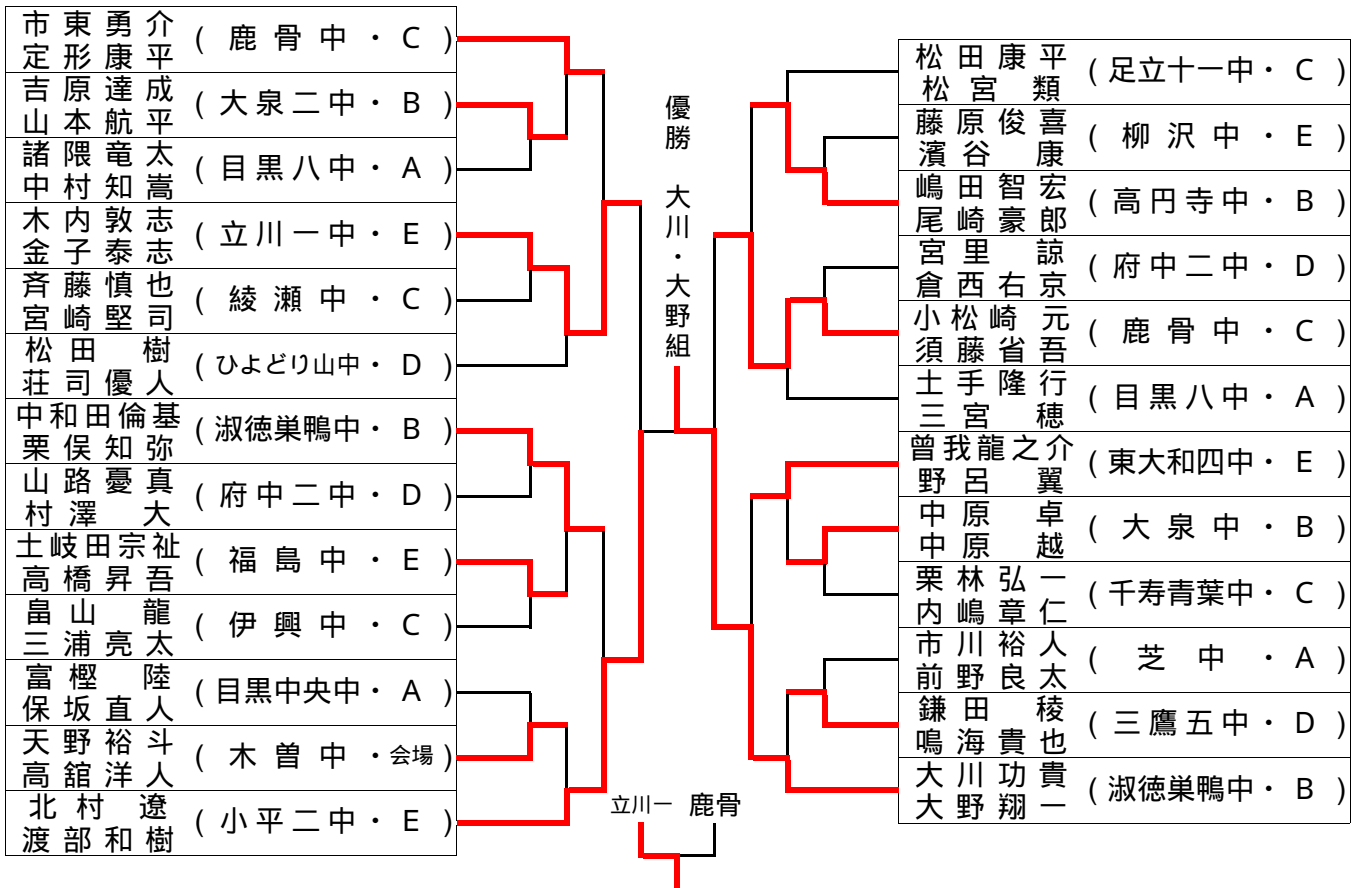 市東勇介
定形康平
(鹿骨中・C)
吉原達成
山本航平
(大泉二中・B)
諸隈竜太
中村知嵩
(目黒八中・A)
木内敦志
金子泰志
(立川一中・E)
斉藤慎也
宮崎堅司
(綾瀬中・C)
松田樹
荘司優人
(ひよどり山中・D)
中和田倫基
栗俣知弥
(淑徳巣鴨中・B)
山路憂真
村澤大
(府中二中・D)
土岐田宗祉
高橋昇吾
(福島中・E)
畠山龍
三浦亮太
(伊興中・C)
富樫陸
保坂直人
(目黒中央中・A)
天野裕斗
高舘洋人
(木曽中・会場)
北村遼
渡部和樹
(小平二中・E)
優勝 大川・大野組
立川一 鹿骨
松田康平
松宮類
(足立十一中・C)
藤原俊喜
濱谷康
(柳沢中・E)
嶋田智宏
尾崎豪郎
(高円寺中・B)
宮里諒
倉西右京
(府中二中・D)
小松崎元
須藤省吾
(鹿骨中・C)
土手隆行
三宮穂
(目黒八中・A)
曽我龍之介
野呂翼
(東大和四中・E)
中原卓
中原越
(大泉中・B)
栗林弘一
内嶋章仁
(千寿青葉中・C)
市川裕人
前野良太
(芝中・A)
鎌田稜
鳴海貴也
(三鷹五中・D)
大川功貴
大野翔一
(淑徳巣鴨中・B)